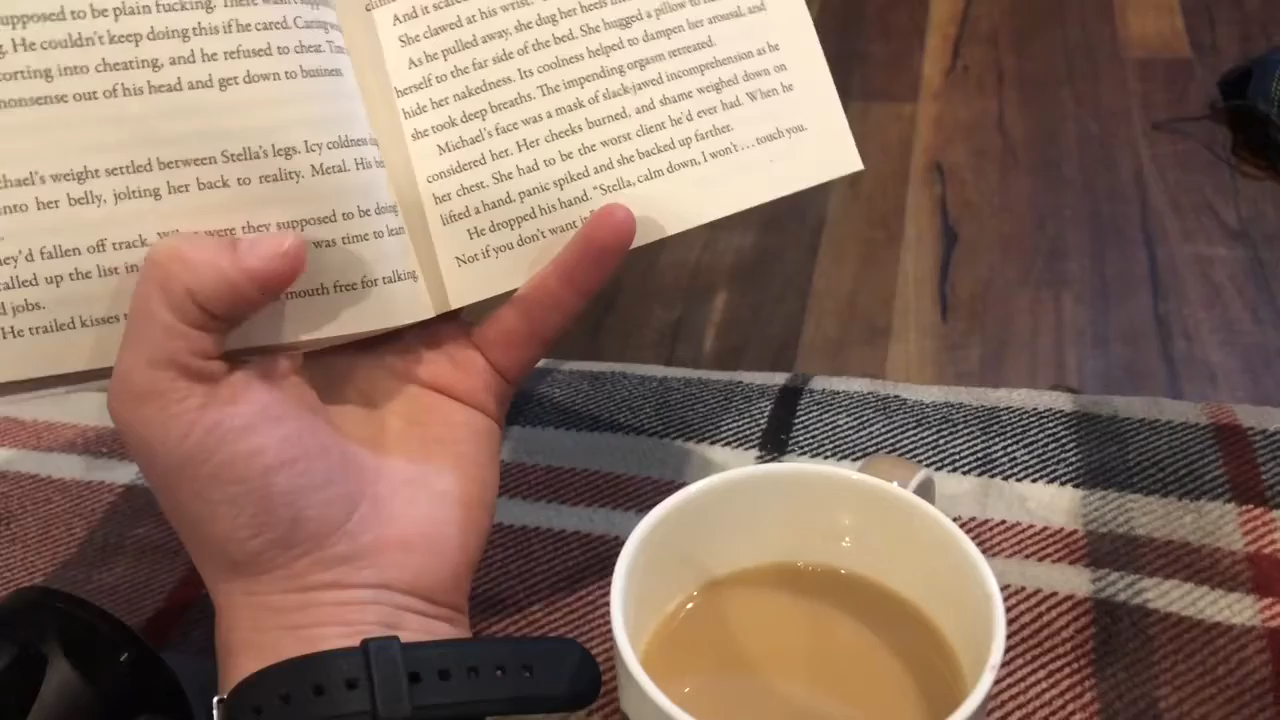 upposed to be plain fucking. There wasn't
g. He couldn't keep doing this if he cared. Caring
orting into cheating, and he refused to cheat.
nonsense out of his head and get down to business.
chael's weight settled between Stella's legs. Icy coldness
nto her belly, jolting her back to reality. Metal. His
ey'd fallen off track. were they supposed to be doing
alled up the list in was time to lean
d jobs.
mouth free for talking.
He trailed kisses
And it
She clawed at his wrist.
As he pulled away, she dug her heels
herself to the far side of the bed. She hugged a pillow to
hide her nakedness. Its coolness helped to dampen her arousal, and
she took deep breaths. The impending orgasm retreated.
Michael's face was a mask of slack-jawed incomprehension as he
considered her. Her cheeks burned, and shame weighed down on
her chest. She had to be the worst client he'd ever had. When he
lifted a hand, panic spiked and she backed up farther.
He dropped his hand. "Stella, calm down, I won't . . . touch you.
Not if you don't want